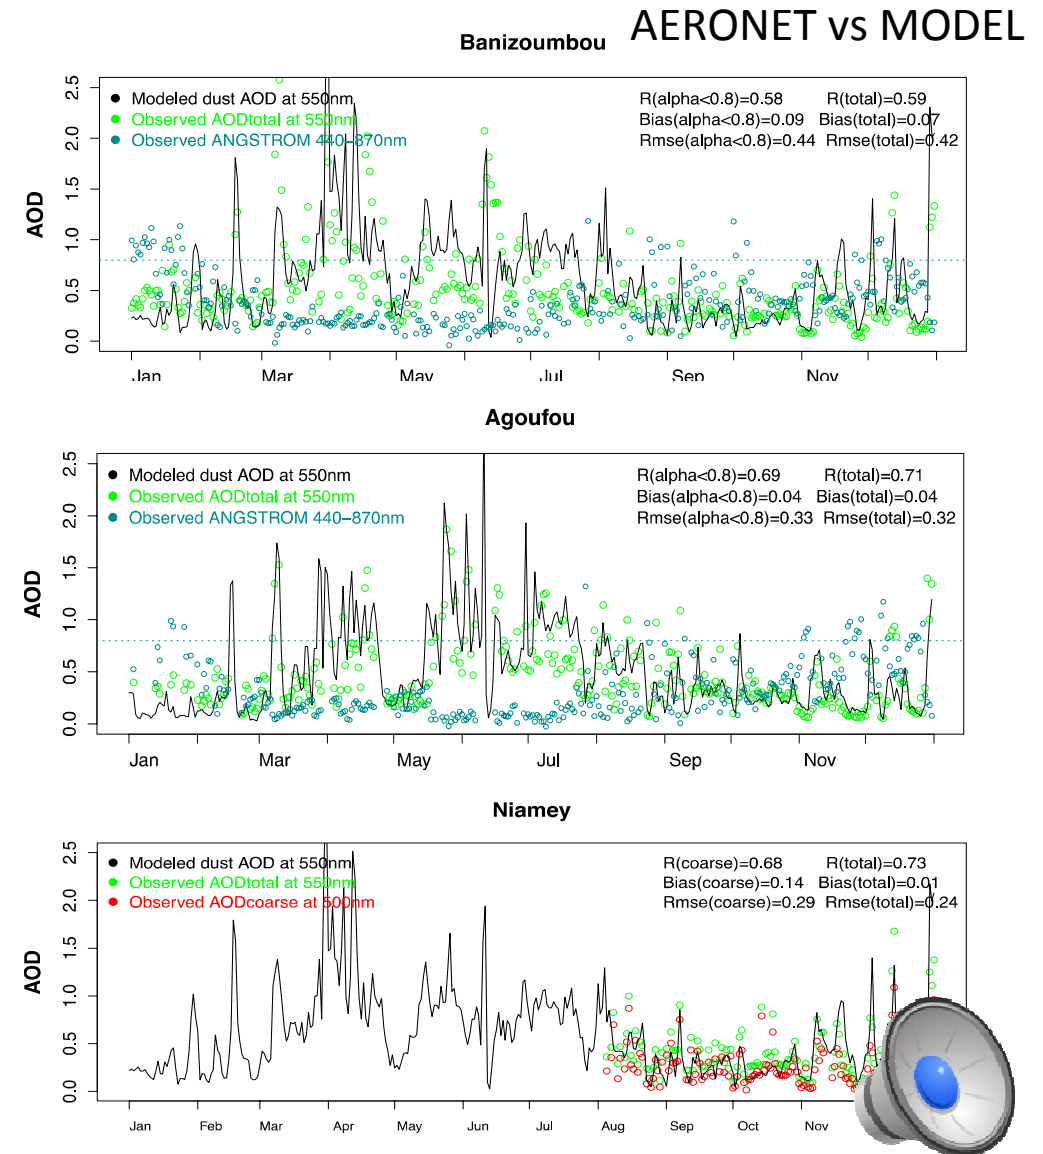 AERONET vs MODEL
Banizoumbou
Modeled dust AOD at 550nm
Observed AODtotal at 550nm
Observed ANGSTROM 440−870nm
R(alpha<0.8)=0.58 R(total)=0.59
Bias(alpha<0.8)=0.09 Bias(total)=0.07
Rmse(alpha<0.8)=0.44 Rmse(total)=0.42
AOD
2.5
2.0
1.5
1.0
0.5
0.0
Jan Mar May Jul Sep Nov
Agoufou
Modeled dust AOD at 550nm
Observed AODtotal at 550nm
Observed ANGSTROM 440−870nm
R(alpha<0.8)=0.69 R(total)=0.71
Bias(alpha<0.8)=0.04 Bias(total)=0.04
Rmse(alpha<0.8)=0.33 Rmse(total)=0.32
AOD
2.5
2.0
1.5
1.0
0.5
0.0
Jan Mar May Jul Sep Nov
Niamey
Modeled dust AOD at 550nm
Observed AODtotal at 550nm
Observed AODcoarse at 500nm
R(coarse)=0.68 R(total)=0.73
Bias(coarse)=0.14 Bias(total)=0.01
Rmse(coarse)=0.29 Rmse(total)=0.24
AOD
2.5
2.0
1.5
1.0
0.5
0.0
Jan Feb Mar Apr May Jun Jul Aug Sep Oct Nov